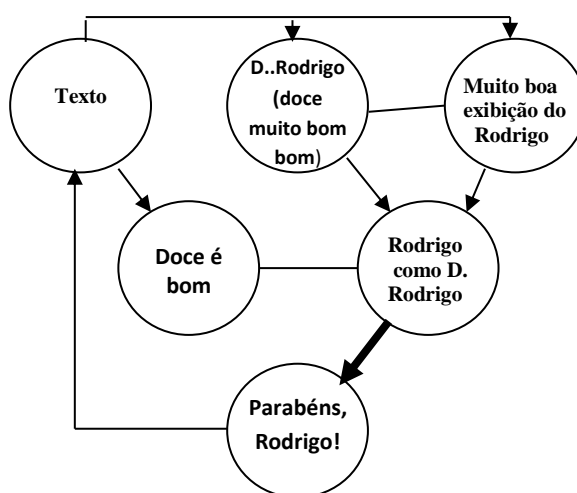 Texto
D..Rodrigo
(doce
muito bom
bom)
Muito boa
exibição do
Rodrigo
Doce é
bom
Rodrigo
como D.
Rodrigo
Parabéns,
Rodrigo!